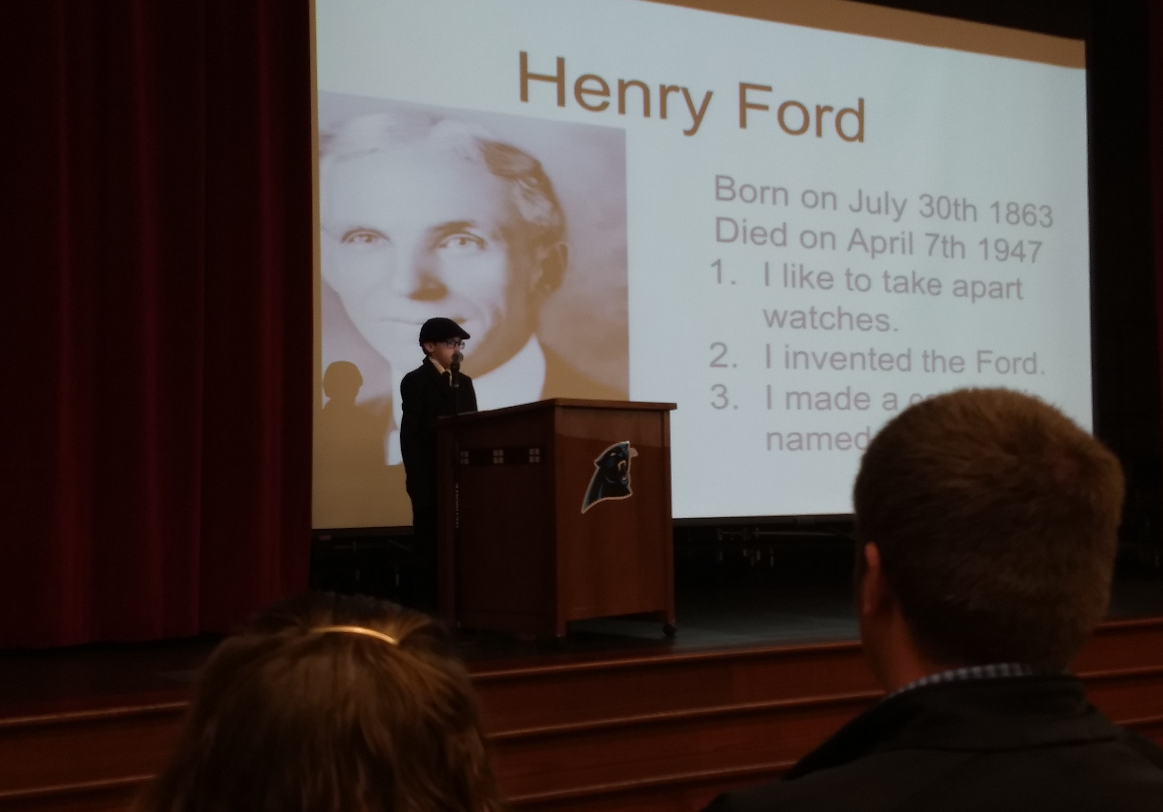 Henry Ford
Born on July 30th 1863
Died on April 7th 1947
1. I like to take apart
watches.
2. I invented the Ford.
3. I made a
named